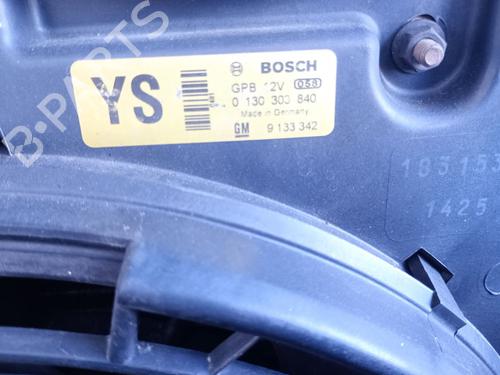 YS
BOSCH
GPB 12V 058
0 130 303 840
Made in Germany
GM 9 133 342
183153
1425
B-PARTS